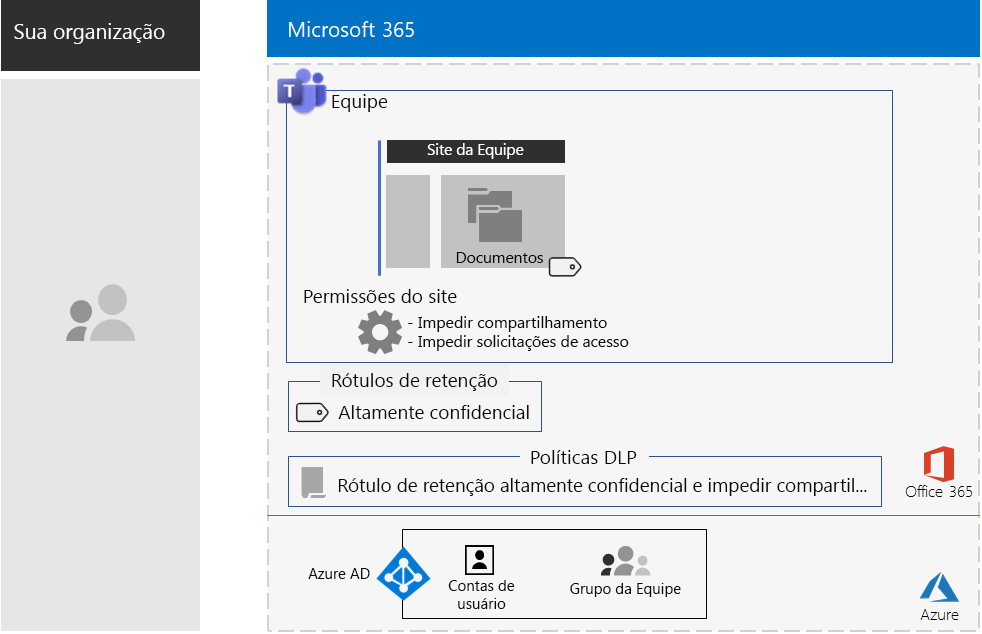 Sua organização
Microsoft 365
T
Equipe
Site da Equipe
Documentos
Permissões do site
- Impedir compartilhamento
- Impedir solicitações de acesso
Rótulos de retenção
Altamente confidencial
Políticas DLP
Rótulo de retenção altamente confidencial e impedir compartil...
Office 365
Azure AD
Contas de
usuário
Grupo da Equipe
Azure